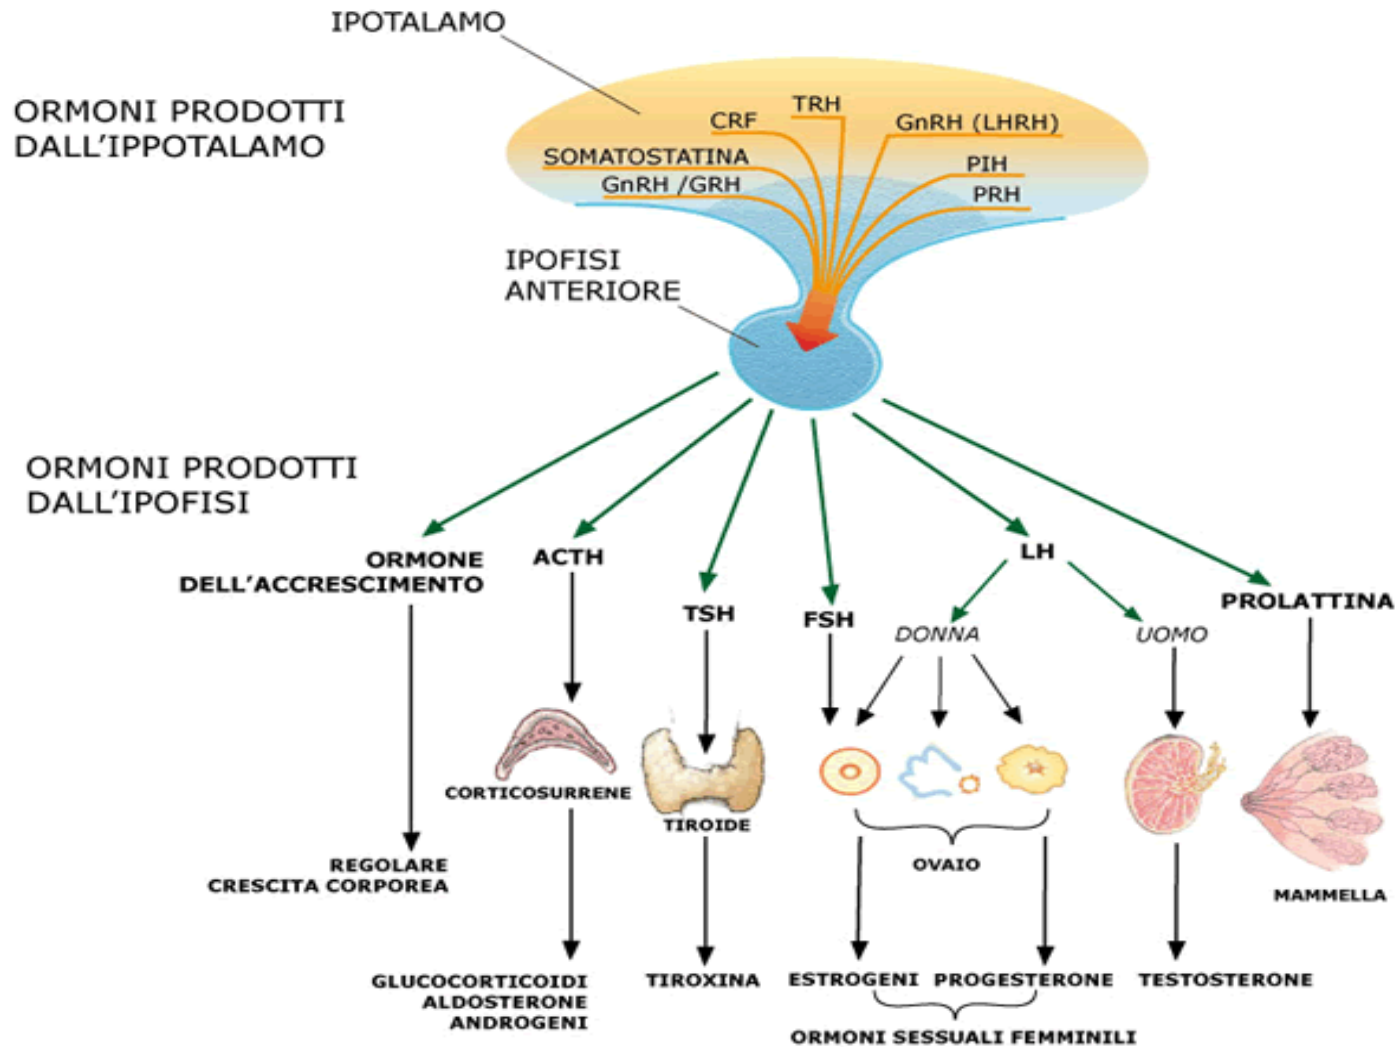 IPOTALAMO
ORMONI PRODOTTI
DALL'IPPOTALAMO
TRH
CRF
GnRH (LHRH)
SOMATOSTATINA
PIH
GnRH /GRH
PRH
IPOFISI
ANTERIORE
ORMONI PRODOTTI
DALL'IPOFISI
ORMONE
DELL'ACCRESCIMENTO
ACTH
TSH
FSH
LH
DONNA
UOMO
PROLATTINA
CORTICOSURRENE
TIROIDE
OVAIO
MAMMELLA
REGOLARE
CRESCITA CORPOREA
GLUCOCORTICOIDI
ALDOSTERONE
ANDROGENI
TIROXINA
ESTROGENI
PROGESTERONE
TESTOSTERONE
ORMONI SESSUALI FEMMINILI